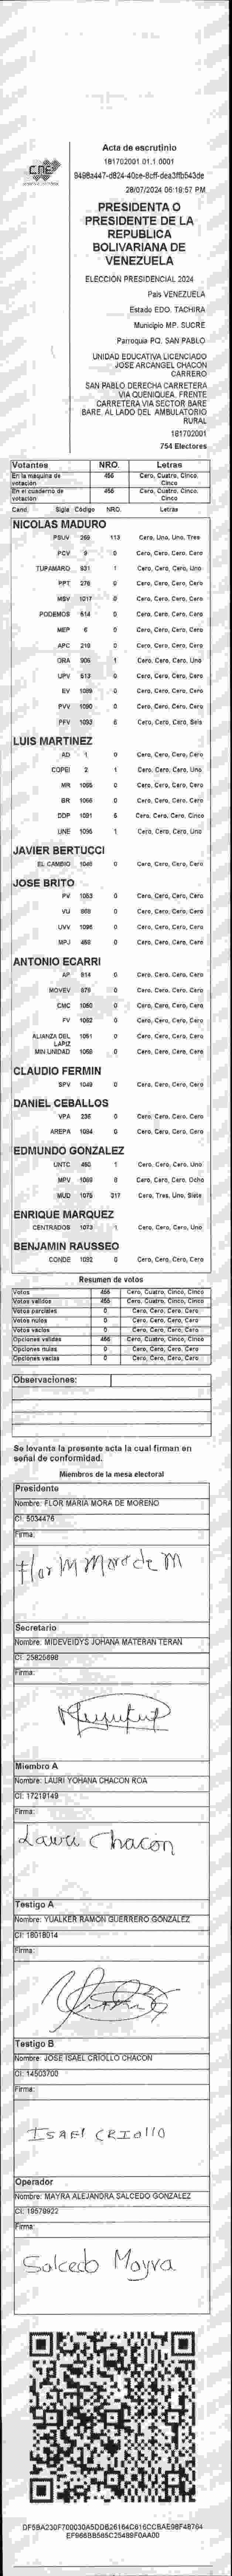 CNE
Acta de escrutinio
181702001.01.1.0001
28/07/2024 06:19:57 PM
PRESIDENTA O
PRESIDENTE DE LA
REPUBLICA
BOLIVARIANA DE
VENEZUELA
ELECCIÓN PRESIDENCIAL 2024
País VENEZUELA
Estado EDO. TACHIRA
Municipio MP. SUCRE
Parroquia PQ. SAN PABLO
UNIDAD EDUCATIVA LICENCIADO
JOSE ARCANGEL CHACON
CARRERO
SAN PABLO DERECHA CARRETERA
VIA QUENIQUEA. FRENTE
CARRETERA VIA SECTOR BARE
BARE. AL LADO DEL AMBULATORIO
RURAL
181702001
754 Electores
Votantes NRO. Letras
En la maquina de votación 455 Cero, Cuatro, Cinco, Cinco
En el cuaderno de votación 455 Cero, Cuatro, Cinco, Cinco
Cand. Sigla Código NRO. Letras
NICOLAS MADURO
PSUV 269 113 Cero, Uno, Uno, Tres
PCV 9 0 Cero, Cero, Cero, Cero
TUPAMARO 931 1 Cero, Cero, Cero, Uno
PPT 276 0 Cero, Cero, Cero, Cero
MSV 1017 0 Cero, Cero, Cero, Cero
PODEMOS 514 0 Cero, Cero, Cero, Cero
MEP 6 0 Cero, Cero, Cero, Cero
APC 210 0 Cero, Cero, Cero, Cero
ORA 906 1 Cero, Cero, Cero, Uno
UPV 513 0 Cero, Cero, Cero, Cero
EV 1089 0 Cero, Cero, Cero, Cero
PVV 1090 0 Cero, Cero, Cero, Cero
PFV 1093 6 Cero, Cero, Cero, Seis
LUIS MARTINEZ
AD 1 0 Cero, Cero, Cero, Cero
COPEI 2 1 Cero, Cero, Cero, Uno
MR 1055 0 Cero, Cero, Cero, Cero
BR 1066 0 Cero, Cero, Cero, Cero
DDP 1091 5 Cero, Cero, Cero, Cinco
UNE 1095 1 Cero, Cero, Cero, Uno
JAVIER BERTUCCI
EL CAMBIO 1046 0 Cero, Cero, Cero, Cero
JOSE BRITO
PV 1053 0 Cero, Cero, Cero, Cero
VU 868 0 Cero, Cero, Cero, Cero
UVV 1096 0 Cero, Cero, Cero, Cero
MPJ 458 0 Cero, Cero, Cero, Cero
ANTONIO ECARRI
AP 814 0 Cero, Cero, Cero, Cero
MOVEV 879 0 Cero, Cero, Cero, Cero
CMC 1050 0 Cero, Cero, Cero, Cero
FV 1052 0 Cero, Cero, Cero, Cero
ALIANZA DEL LAPIZ 1051 0 Cero, Cero, Cero, Cero
MIN UNIDAD 1058 0 Cero, Cero, Cero, Cero
CLAUDIO FERMIN
SPV 1049 0 Cero, Cero, Cero, Cero
DANIEL CEBALLOS
VPA 235 0 Cero, Cero, Cero, Cero
AREPA 1084 0 Cero, Cero, Cero, Cero
EDMUNDO GONZALEZ
UNTC 450 1 Cero, Cero, Cero, Uno
MPV 1069 8 Cero, Cero, Cero, Ocho
MUD 1075 317 Cero, Tres, Uno, Siete
ENRIQUE MARQUEZ
CENTRADOS 1073 1 Cero, Cero, Cero, Uno
BENJAMIN RAUSSEO
CONDE 1092 0 Cero, Cero, Cero, Cero
Resumen de votos
Votos 455 Cero, Cuatro, Cinco, Cinco
Votos validos 455 Cero, Cuatro, Cinco, Cinco
Votos parciales 0 Cero, Cero, Cero, Cero
Votos nulos 0 Cero, Cero, Cero, Cero
Votos vacios 0 Cero, Cero, Cero, Cero
Opciones validas 455 Cero, Cuatro, Cinco, Cinco
Opciones nulas 0 Cero, Cero, Cero, Cero
Opciones vacias 0 Cero, Cero, Cero, Cero
Observaciones:
Se levanta la presente acta la cual firman en
señal de conformidad.
Miembros de la mesa electoral
Presidente
Nombre: FLOR MARIA MORA DE MORENO
CI: 5034476
Firma:
Flor M Mora de M
Secretario
Nombre: MIDEVEIDYS JOHANA MATERAN TERAN
CI: 25825698
Firma:
Miembro A
Nombre: LAURI YOHANA CHACON ROA
CI: 17219149
Firma:
Lauri Chacon
Testigo A
Nombre: YUALKER RAMON GUERRERO GONZALEZ
CI: 18018014
Firma:
Testigo B
Nombre: JOSE ISAEL CRIOLLO CHACON
CI: 14503700
Firma:
ISAEL CRIOllO
Operador
Nombre: MAYRA ALEJANDRA SALCEDO GONZALEZ
CI: 19579922
Firma:
Salcedo Mayra